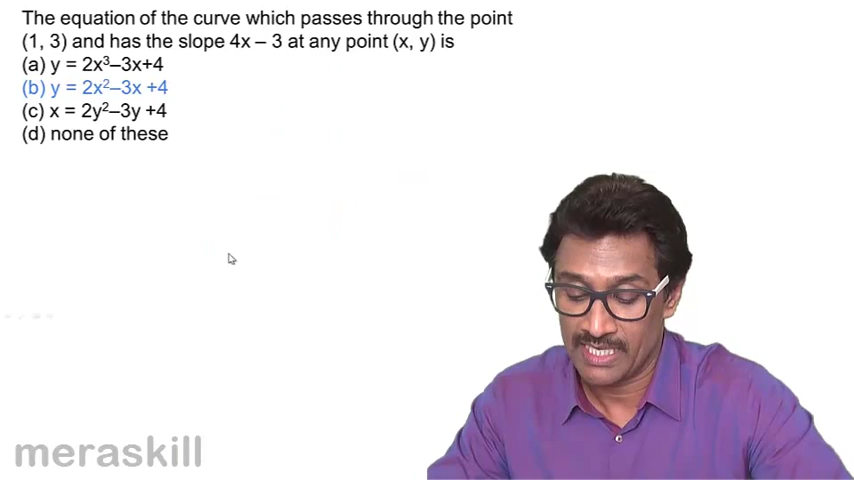 The equation of the curve which passes through the point
(1, 3) and has the slope 4x – 3 at any point (x, y) is
(a) y = 2x³–3x+4
(b) y = 2x²–3x +4
(c) x = 2y²–3y +4
(d) none of these
meraskill